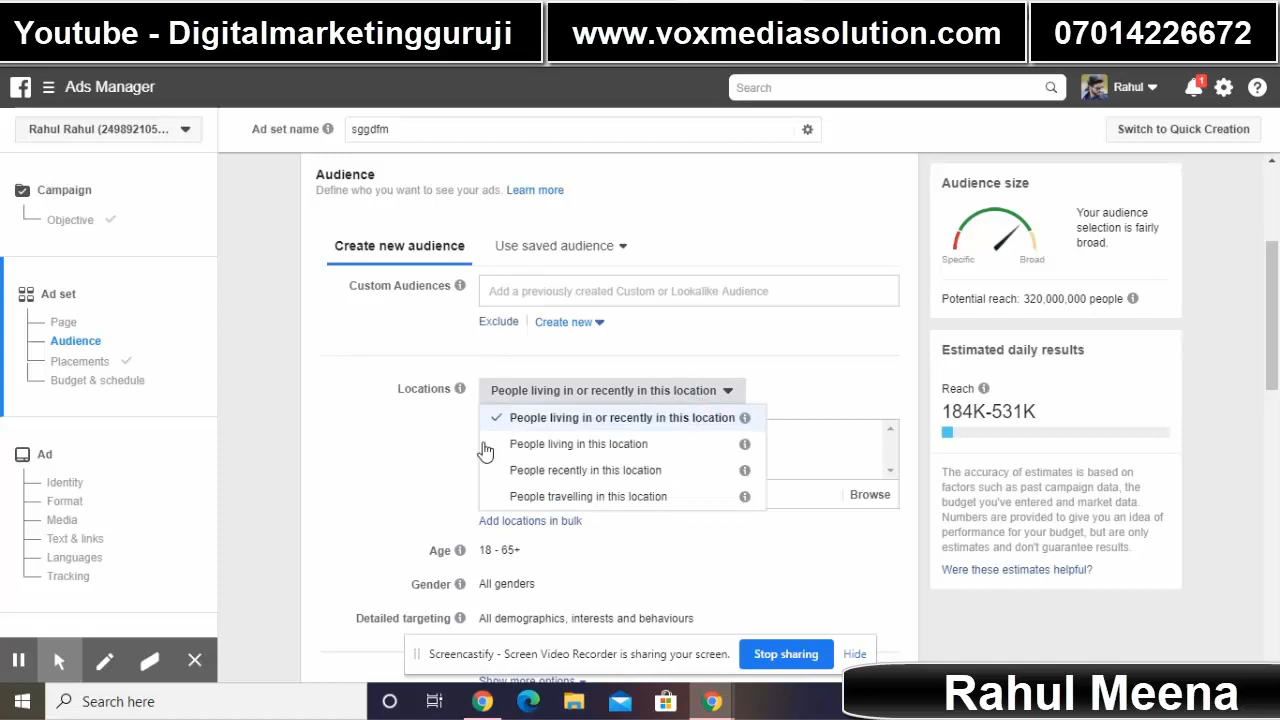 Youtube - Digitalmarketingguruji
www.voxmediasolution.com
07014226672
Ads Manager
Search
Rahul
1
Rahul Rahul (249892105...
Ad set name
sggdfm
Switch to Quick Creation
Campaign
Objective
Ad set
Page
Audience
Placements
Budget & schedule
Ad
Identity
Format
Media
Text & links
Languages
Tracking
Audience
Define who you want to see your ads. Learn more
Create new audience
Use saved audience
Custom Audiences
Add a previously created Custom or Lookalike Audience
Exclude
Create new
Locations
People living in or recently in this location
People living in or recently in this location
People living in this location
People recently in this location
People travelling in this location
Browse
Add locations in bulk
Age
18 - 65+
Gender
All genders
Detailed targeting
All demographics, interests and behaviours
Show more options
Audience size
Your audience
selection is fairly
broad.
Specific
Broad
Potential reach: 320,000,000 people
Estimated daily results
Reach
184K-531K
The accuracy of estimates is based on
factors such as past campaign data, the
budget you've entered and market data.
Numbers are provided to give you an idea of
performance for your budget, but are only
estimates and don't guarantee results.
Were these estimates helpful?
Screencastify - Screen Video Recorder is sharing your screen.
Stop sharing
Hide
Search here
Rahul Meena